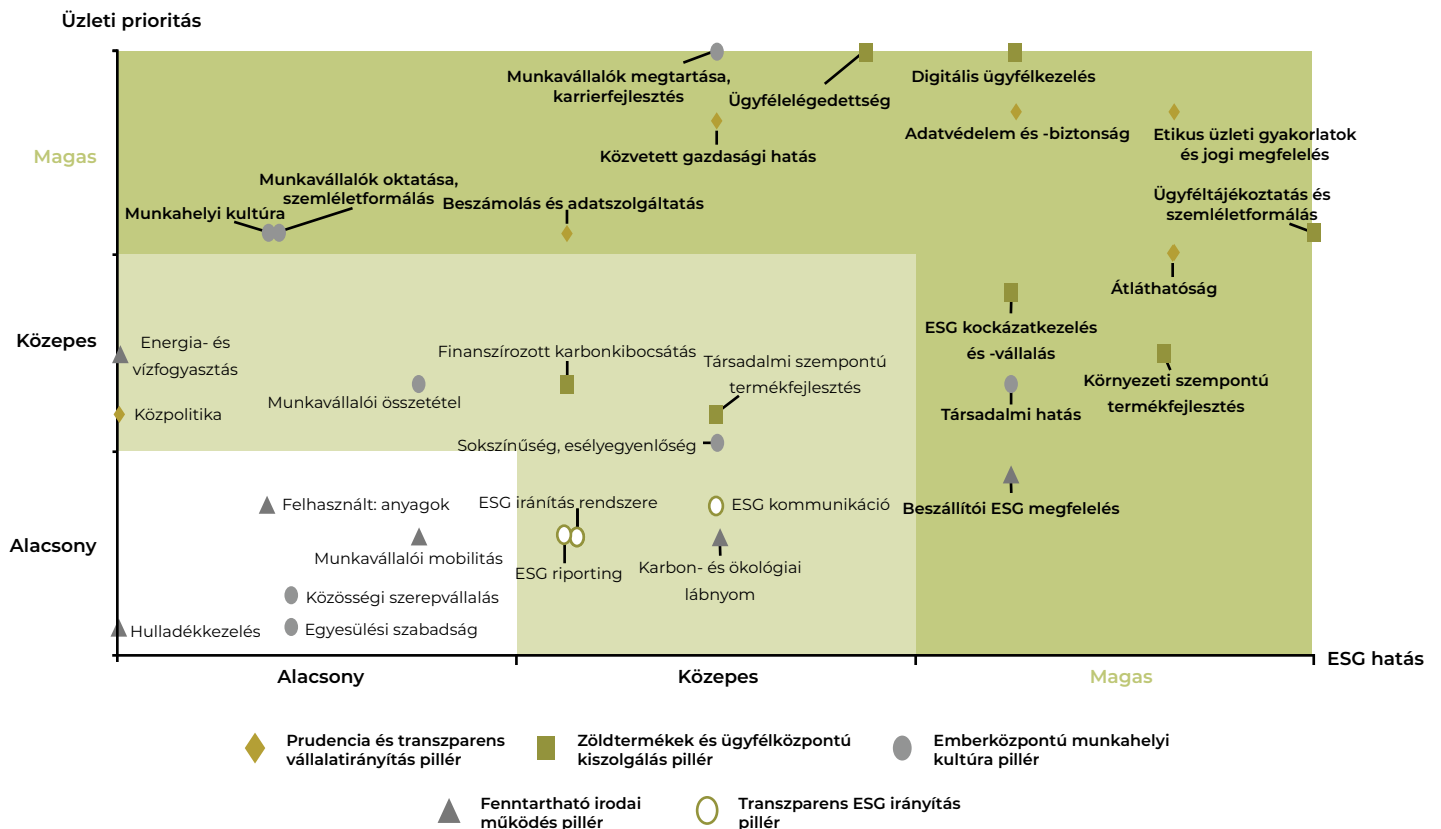 Üzleti prioritás
Munkavállalók megtartása,
karrierfejlesztés
Ügyfélelégedettség
Digitális ügyfélkezelés
Adatvédelem és -biztonság
Etikus üzleti gyakorlatok
és jogi megfelelés
Magas
Közvetett gazdasági hatás
Munkavállalók oktatása,
szemléletformálás
Munkahelyi kultúra
Beszámolás és adatszolgáltatás
Ügyféltájékoztatás és
szemléletformálás
Átláthatóság
ESG kockázatkezelés
és -vállalás
Közepes
Energia- és
vízfogyasztás
Finanszírozott karbonkibocsátás
Társadalmi szempontú
termékfejlesztés
Környezeti szempontú
termékfejlesztés
Munkavállalói összetétel
Közpolitika
Társadalmi hatás
Sokszínűség, esélyegyenlőség
Felhasznált: anyagok
ESG iránítás rendszere
ESG kommunikáció
Beszállítói ESG megfelelés
Alacsony
Munkavállalói mobilitás
ESG riporting
Karbon- és ökológiai
lábnyom
Közösségi szerepvállalás
Hulladékkezelés
Egyesülési szabadság
ESG hatás
Alacsony
Közepes
Magas
Prudencia és transzparens
vállalatirányítás pillér
Zöldtermékek és ügyfélközpontú
kiszolgálás pillér
Emberközpontú munkahelyi
kultúra pillér
Fenntartható irodai
működés pillér
Transzparens ESG irányítás
pillér